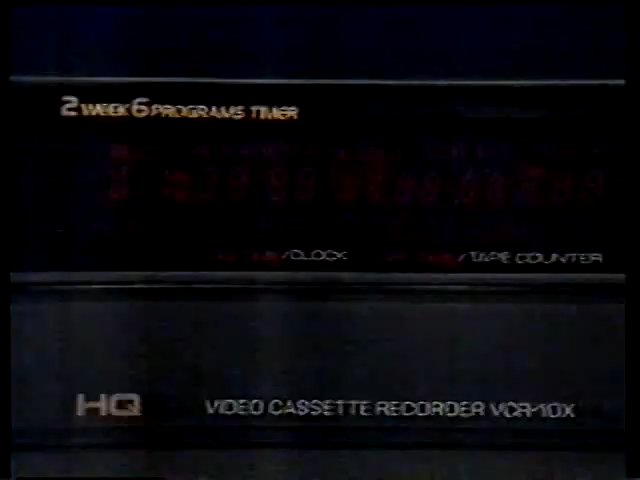 2 WEEK 6 PROGRAMS TIMER
/CLOCK
/TAPE COUNTER
HQ
VIDEO CASSETTE RECORDER VCR-10X